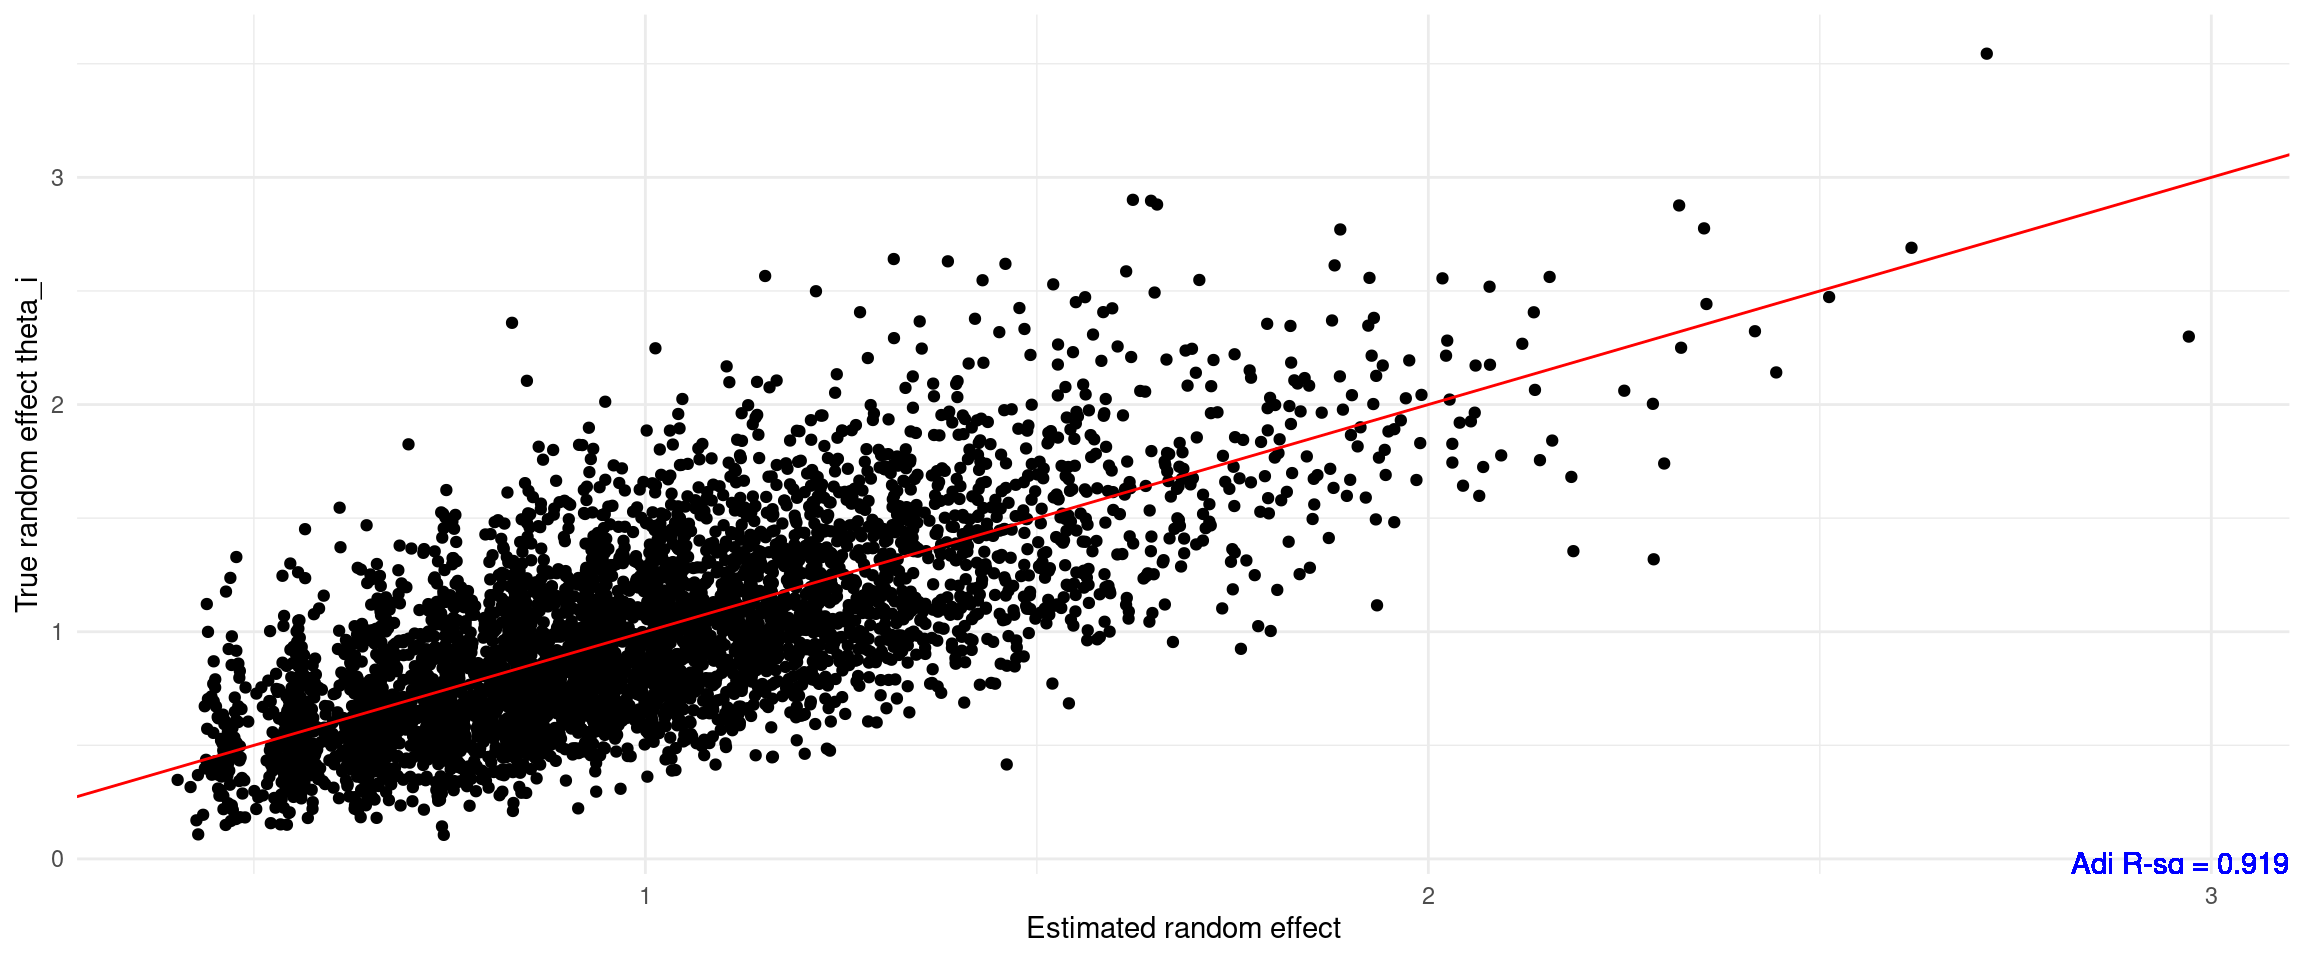 True random effect theta_i
3
2
1
0
1
2
3
Adj R-sq = 0.919
Estimated random effect